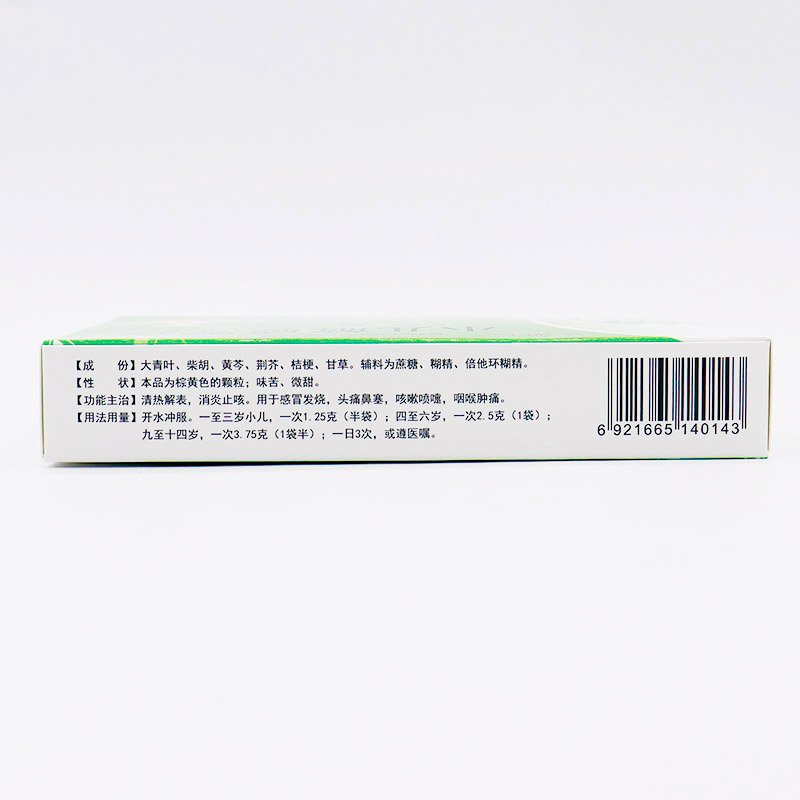 【成 份】大青叶、柴胡、黄芩、荆芥、桔梗、甘草。辅料为蔗糖、糊精、倍他环糊精。
【性 状】本品为棕黄色的颗粒；味苦、微甜。
【功能主治】清热解表，消炎止咳。用于感冒发烧，头痛鼻塞，咳嗽喷嚏，咽喉肿痛。
【用法用量】开水冲服。一至三岁小儿，一次1.25克（半袋）；四至六岁，一次2.5克（1袋）；
九至十四岁，一次3.75克（1袋半）；一日3次，或遵医嘱。
6 921665 140143